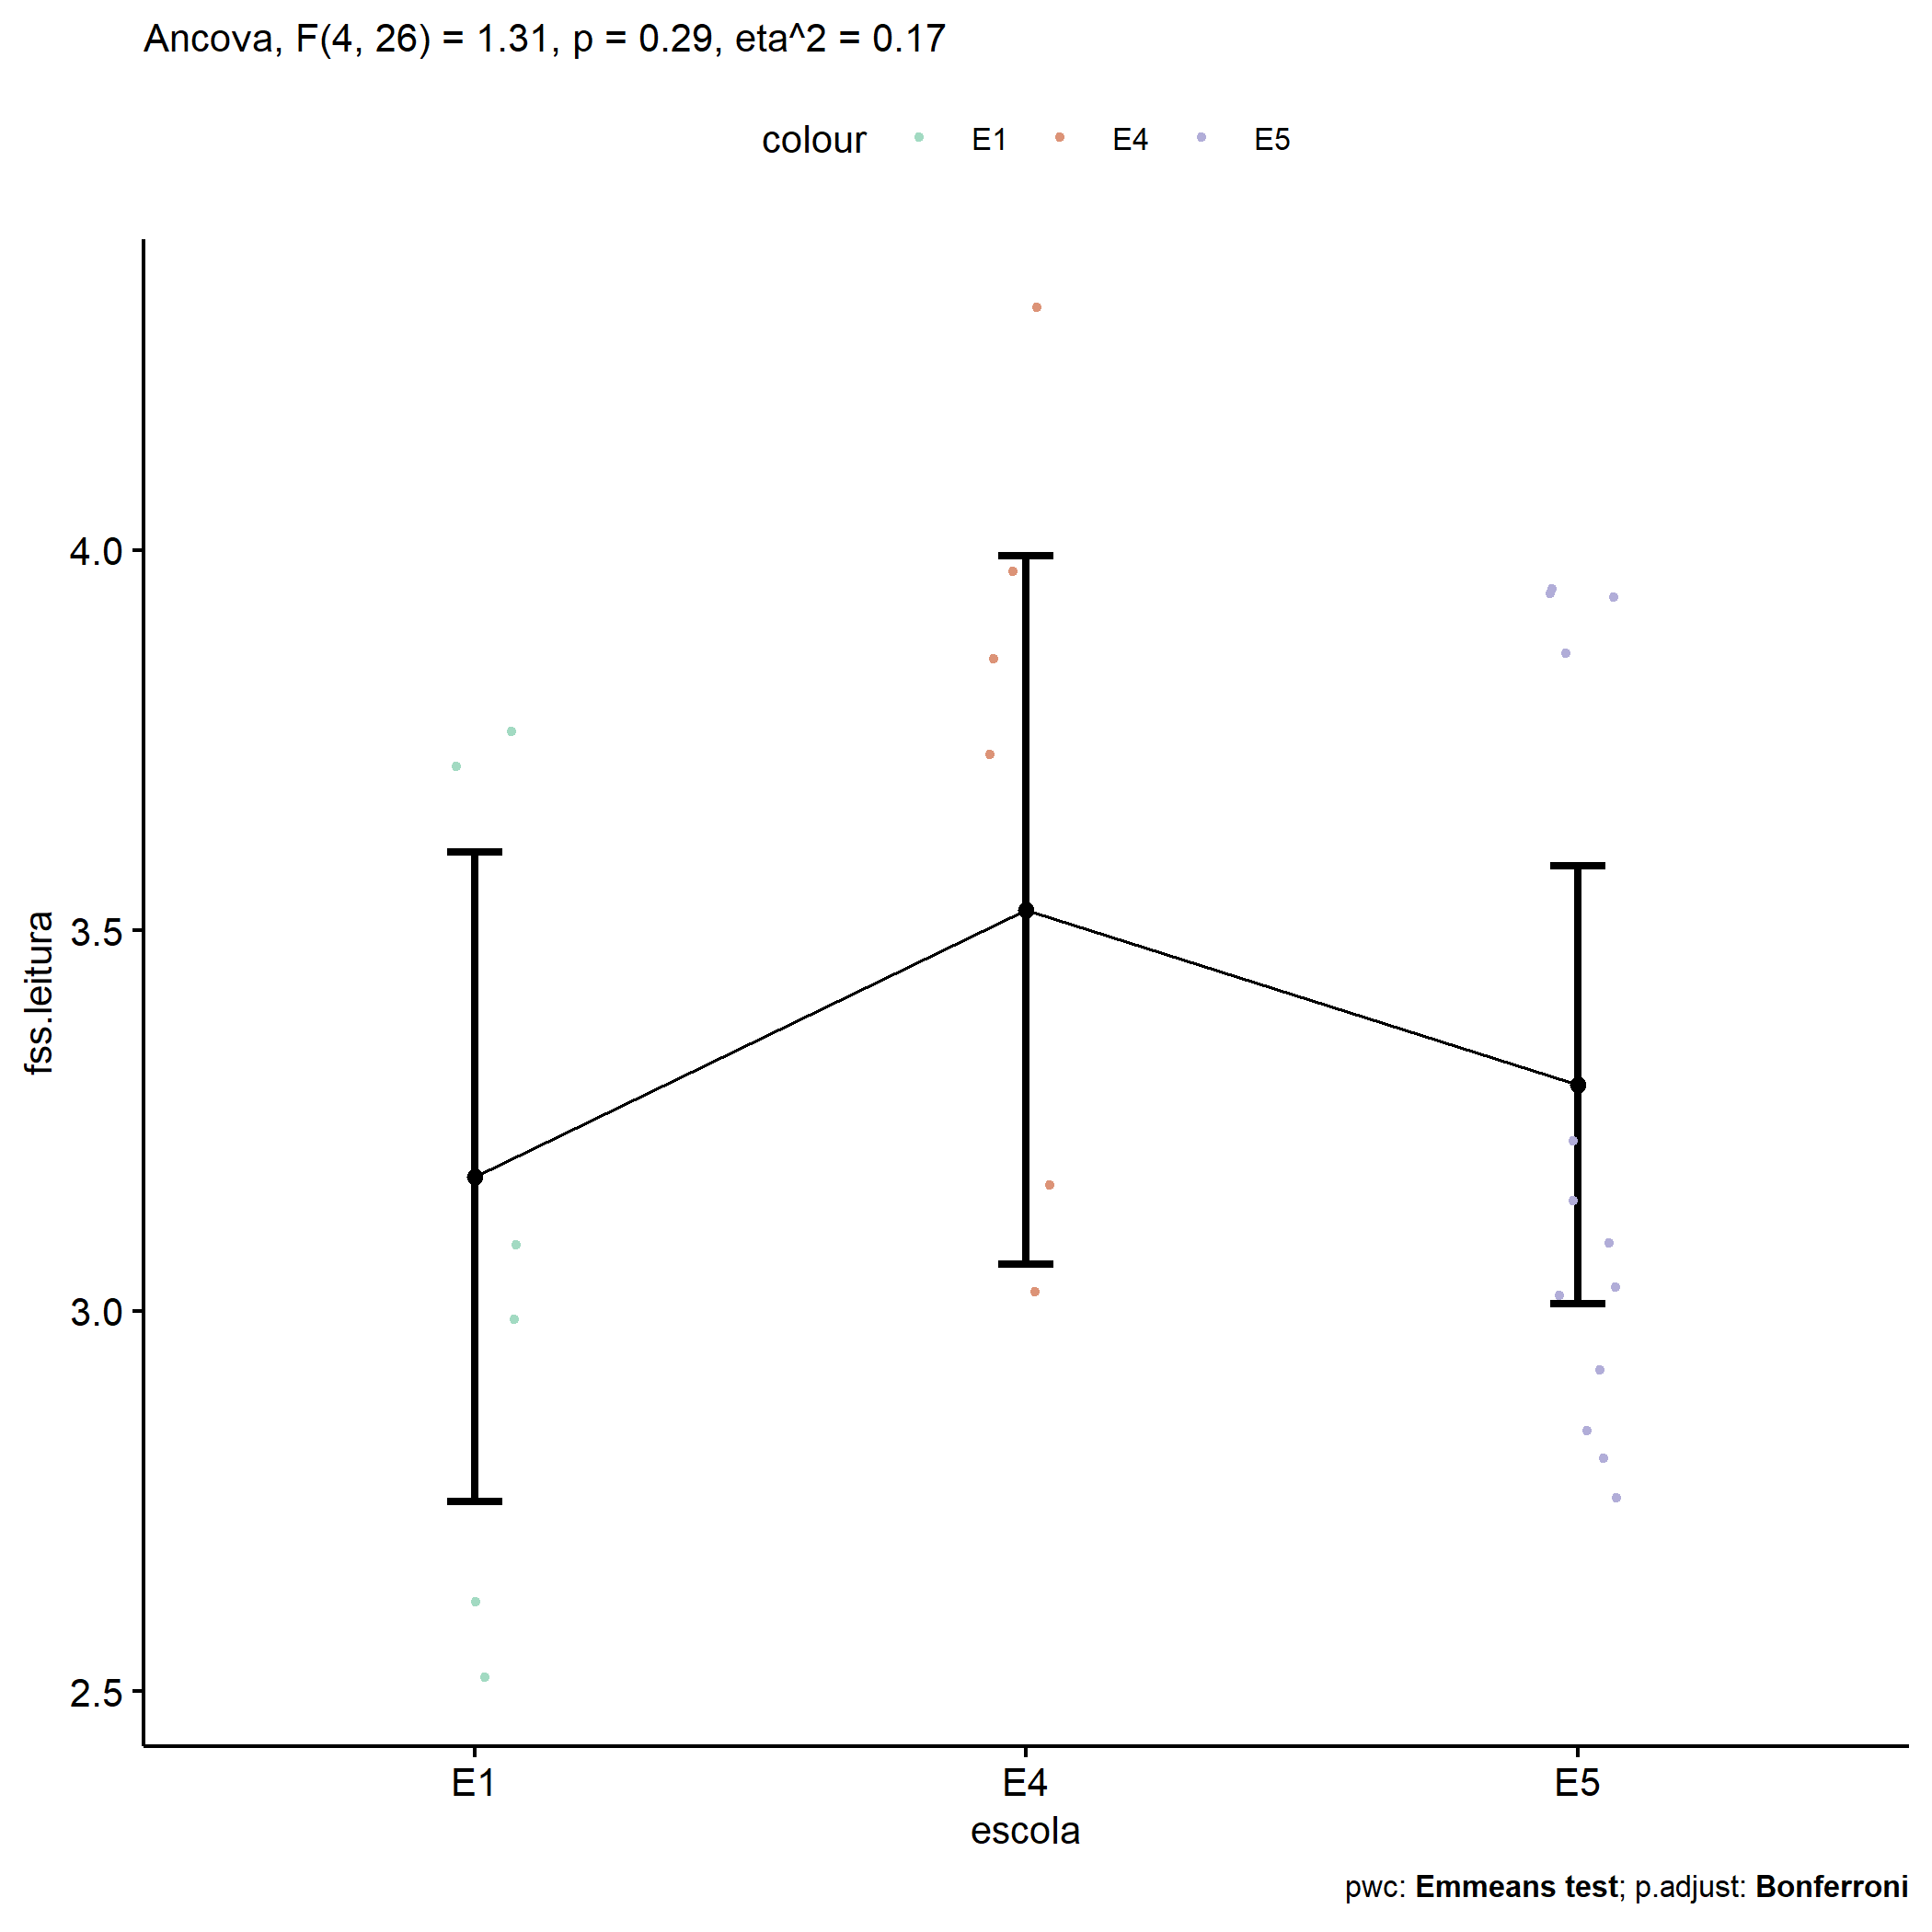 Ancova, F(4, 26) = 1.31, p = 0.29, eta^2 = 0.17
colour E1 E4 E5
4.0
3.5
3.0
2.5
fss.leitura
E1 E4 E5
escola
pwc: Emmeans test; p.adjust: Bonferroni